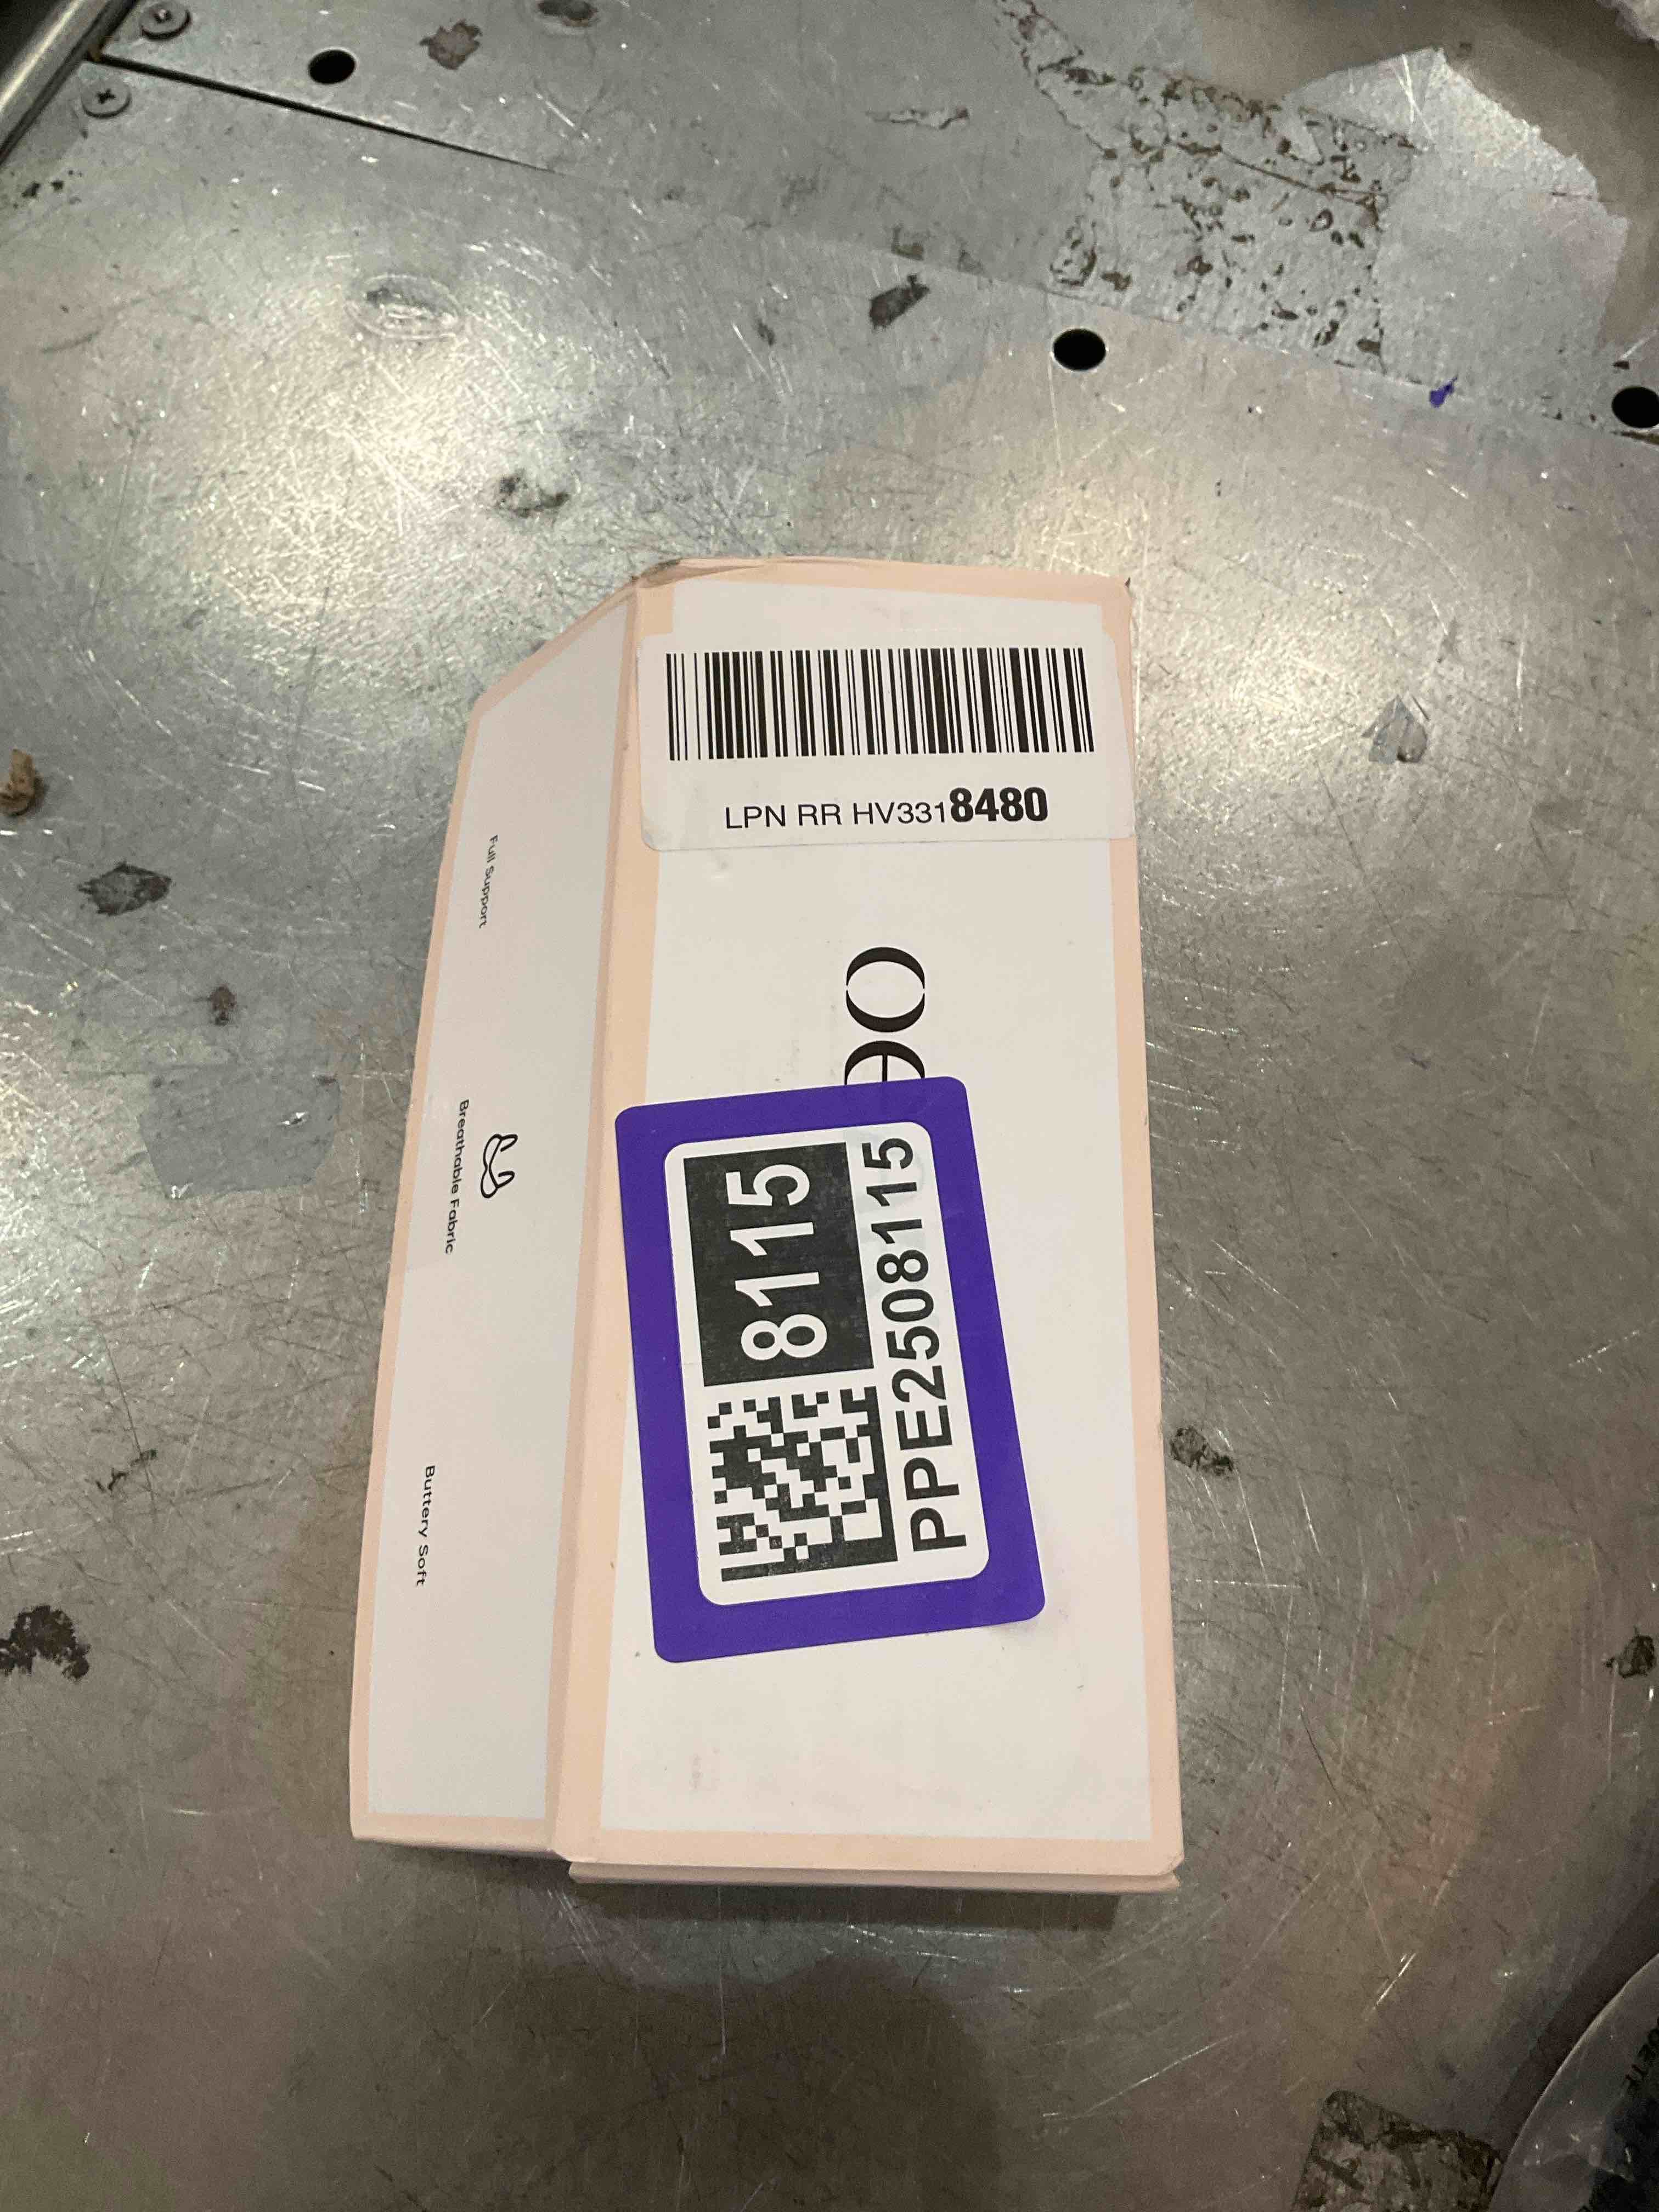 LPN RR HV3318480
8115
PPE2508115
Full Support
Breathable Fabric
Buttery Soft